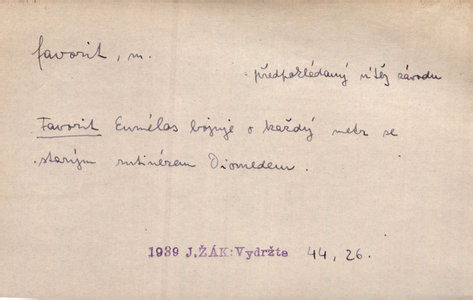 favorit, m.
předpokládaný vítěz závodu
Favorit Eumélos bojuje o každý metr se
starým rutinérem Diomedem.
1939 J.ŽÁK:Vydržte 44, 26.